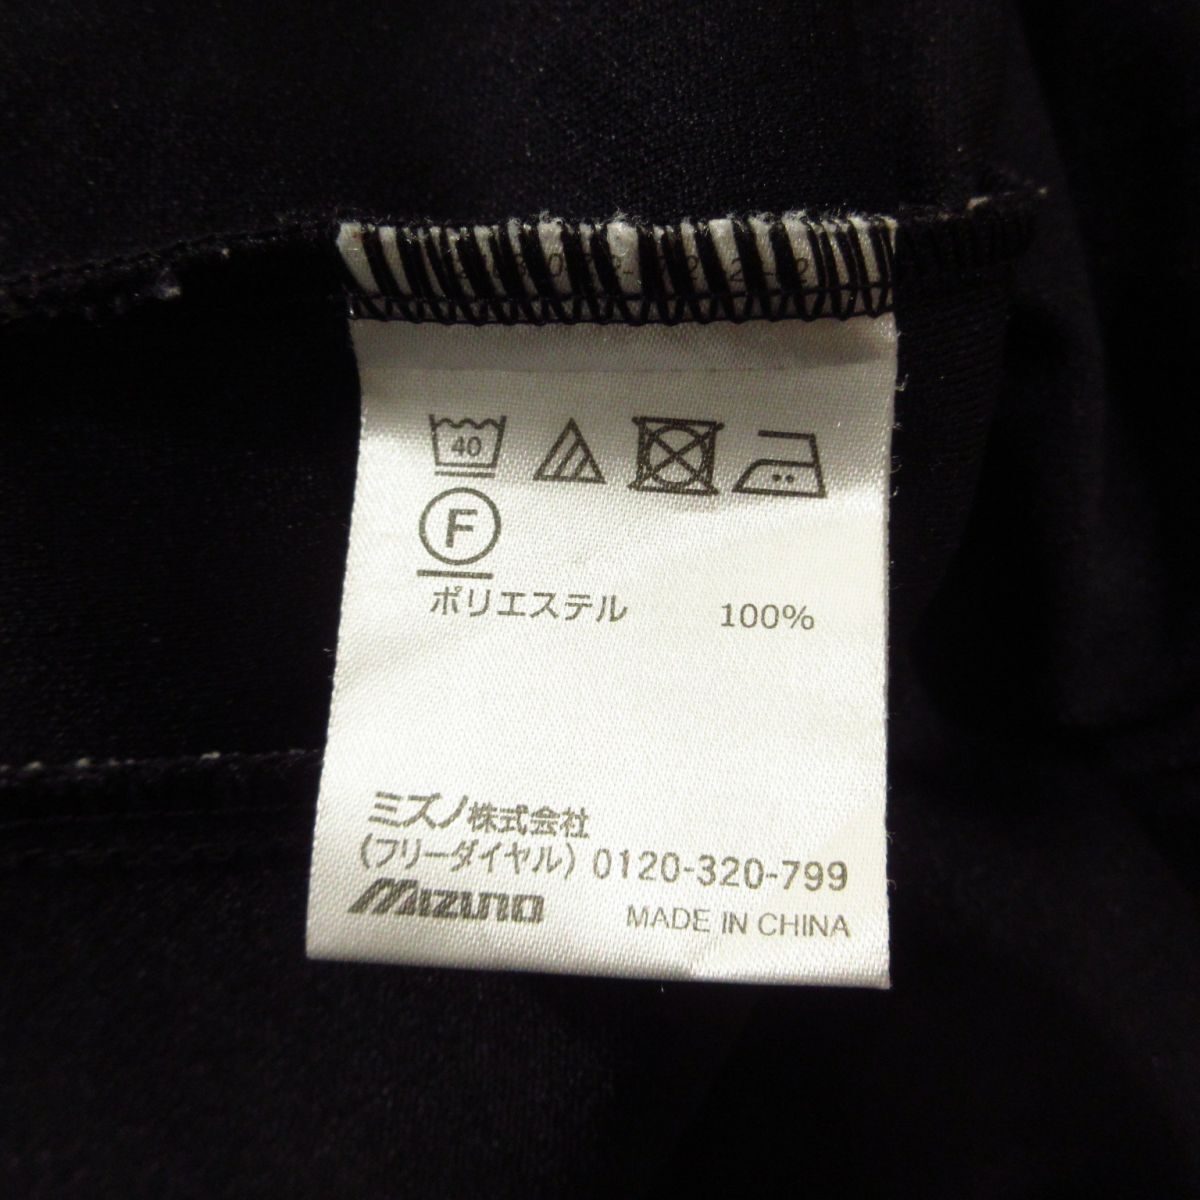 40
F
ポリエステル 100%
ミズノ株式会社
(フリーダイヤル) 0120-320-799
MIZUNO MADE IN CHINA